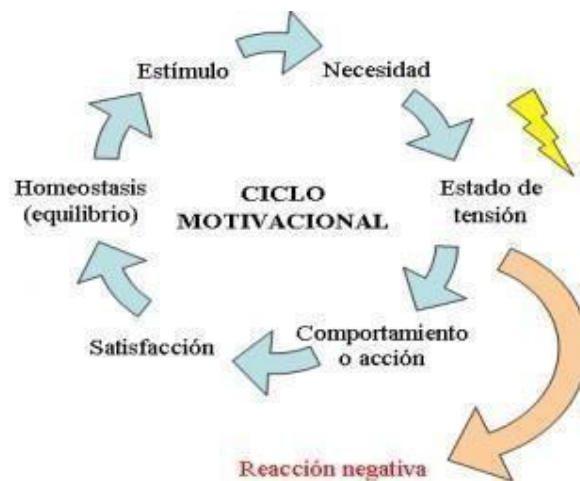 Estímulo
Necesidad
Estado de
tensión
Comportamiento
o acción
Satisfacción
Homeostasis
(equilibrio)
CICLO
MOTIVACIONAL
Reacción negativa